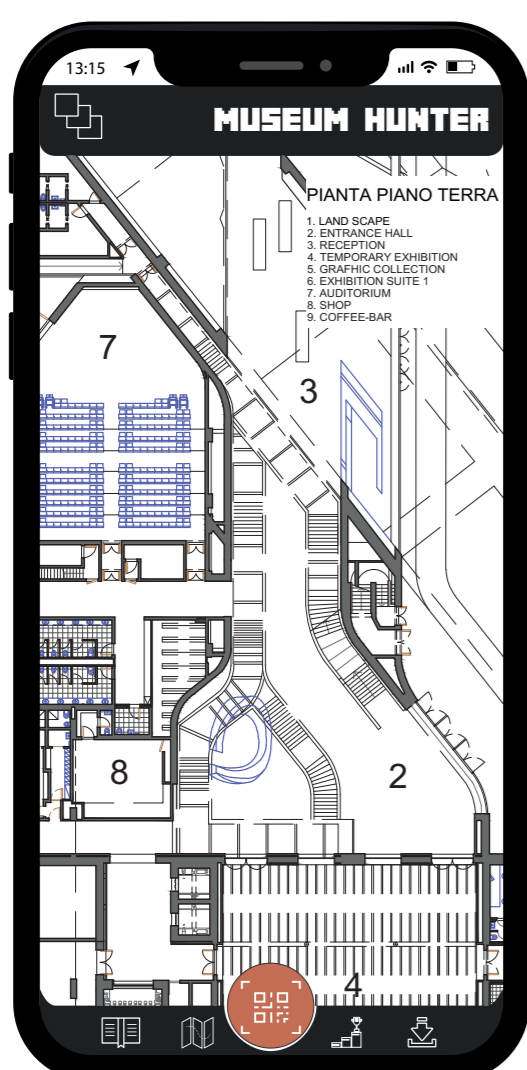 13:15
MUSEUM HUNTER
PIANTA PIANO TERRA
1. LAND SCAPE
2. ENTRANCE HALL
3. RECEPTION
4. TEMPORARY EXHIBITION
5. GRAFHIC COLLECTION
6. EXHIBITION SUITE 1
7. AUDITORIUM
8. SHOP
9. COFFEE-BAR
7
3
8
2
4